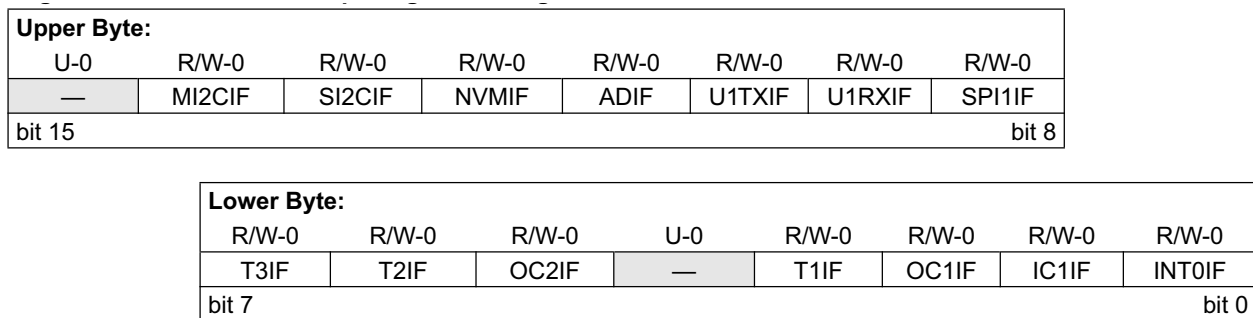 Upper Byte:
U-0 R/W-0 R/W-0 R/W-0 R/W-0 R/W-0 R/W-0 R/W-0
— MI2CIF SI2CIF NVMIF ADIF U1TXIF U1RXIF SPI1IF
bit 15 bit 8
Lower Byte:
R/W-0 R/W-0 R/W-0 U-0 R/W-0 R/W-0 R/W-0 R/W-0
T3IF T2IF OC2IF — T1IF OC1IF IC1IF INT0IF
bit 7 bit 0